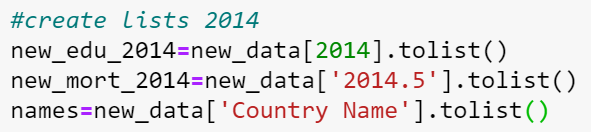 #create lists 2014
new_edu_2014=new_data[2014].tolist()
new_mort_2014=new_data['2014.5'].tolist()
names=new_data['Country Name'].tolist()